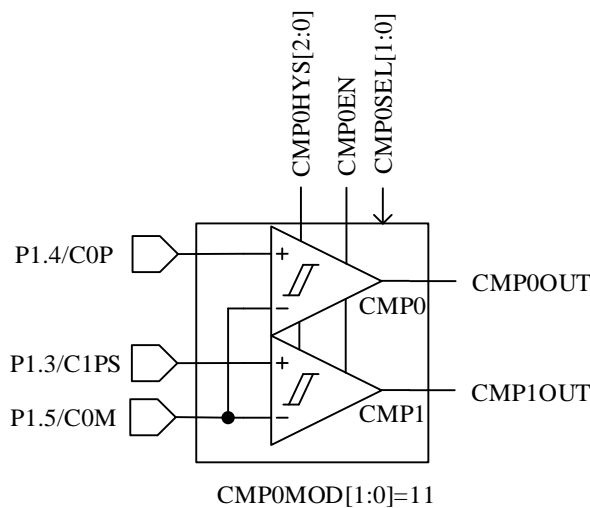 CMP0HYS[2:0]
CMP0EN
CMP0SEL[1:0]
P1.4/C0P
+
−
CMP0
CMP0OUT
P1.3/C1PS
+
P1.5/C0M
−
CMP1
CMP1OUT
CMP0MOD[1:0]=11